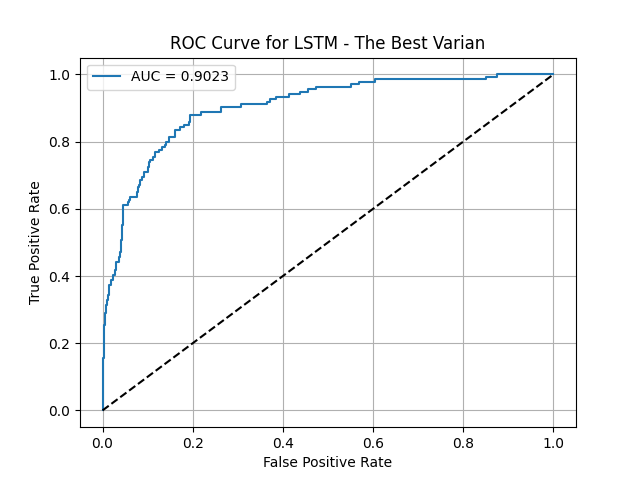 ROC Curve for LSTM - The Best Varian
AUC = 0.9023
True Positive Rate
1.0
0.8
0.6
0.4
0.2
0.0
0.0 0.2 0.4 0.6 0.8 1.0
False Positive Rate